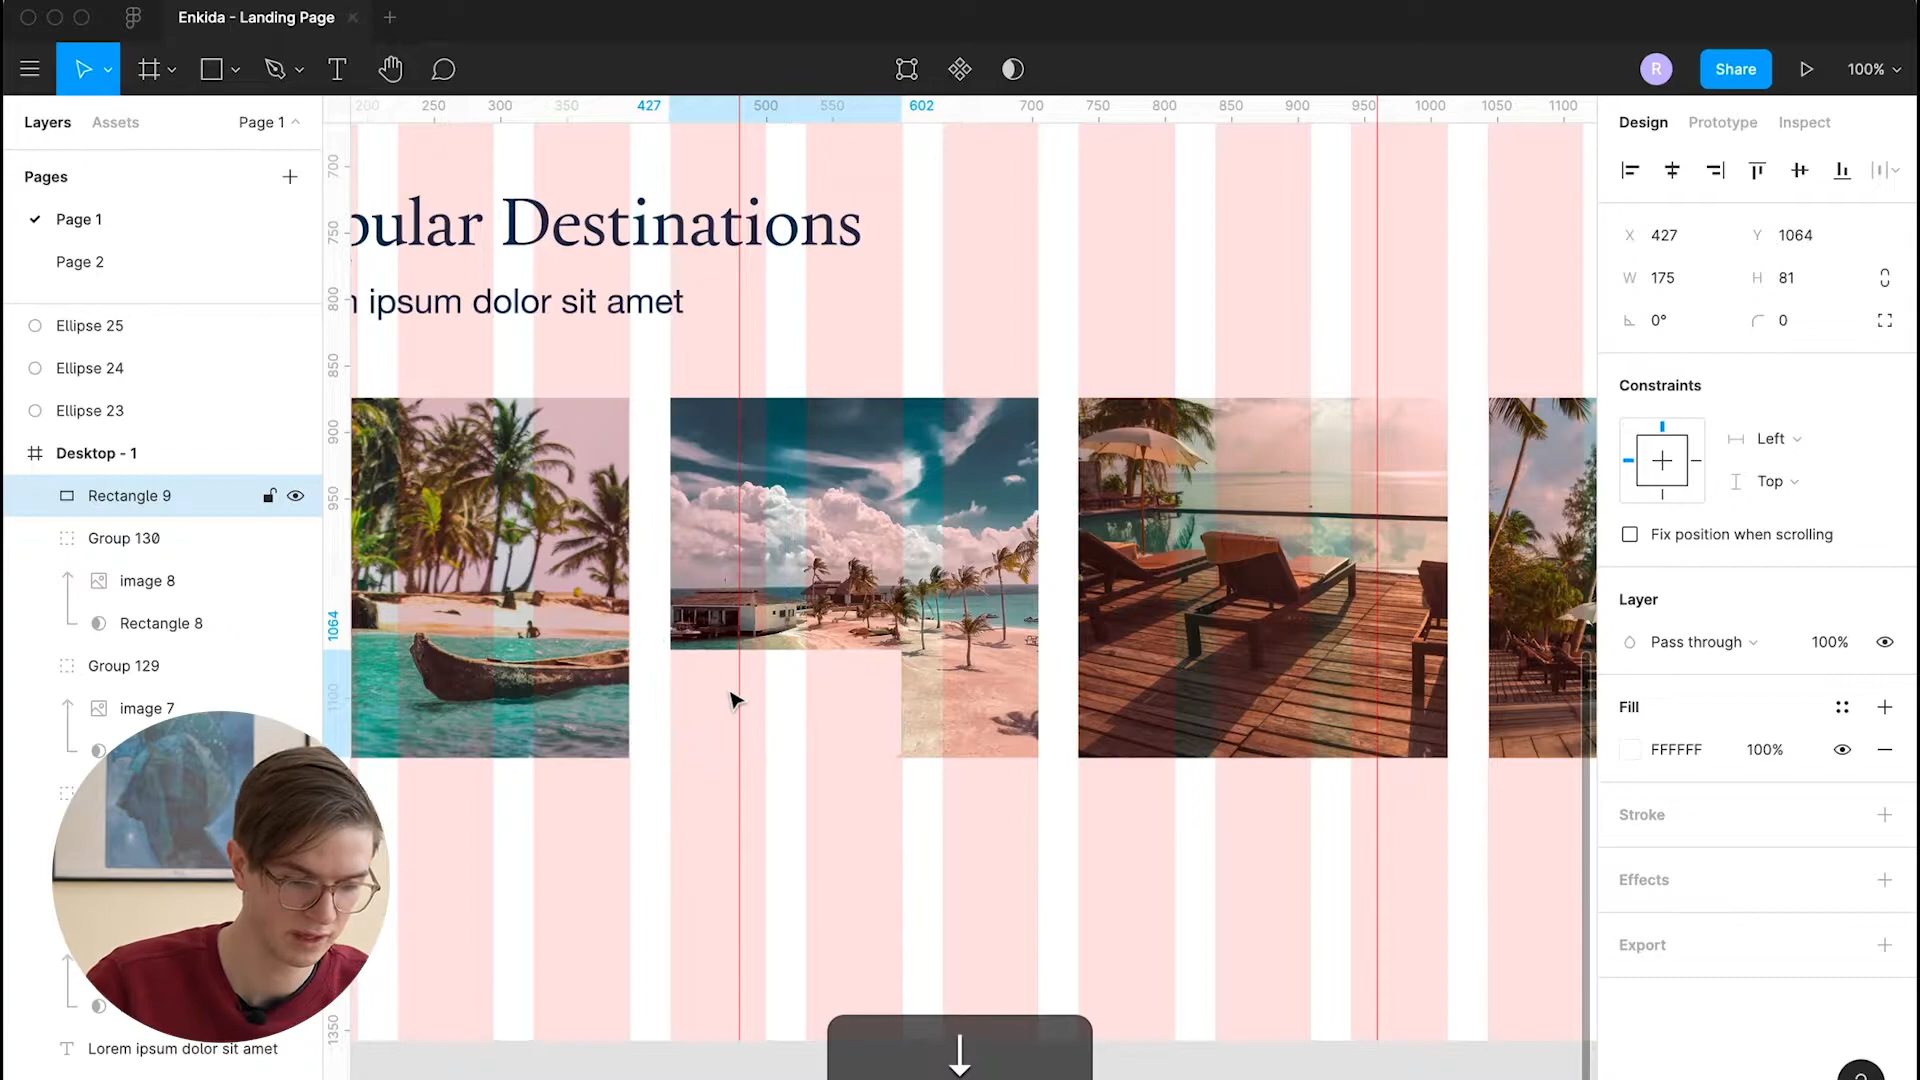 Enkida - Landing Page
R
Share
100%
Layers
Assets
Page 1
200
250
300
350
427
500
550
602
700
750
800
850
900
950
1000
1050
1100
Design
Prototype
Inspect
Pages
Page 1
Page 2
Ellipse 25
Ellipse 24
Ellipse 23
Desktop - 1
Rectangle 9
Group 130
image 8
Rectangle 8
Group 129
image 7
Lorem ipsum dolor sit amet
700
750
800
850
900
950
1064
1100
1350
pular Destinations
ipsum dolor sit amet
X 427
Y 1064
W 175
H 81
0°
0
Constraints
Left
Top
Fix position when scrolling
Layer
Pass through
100%
Fill
FFFFFF
100%
Stroke
Effects
Export